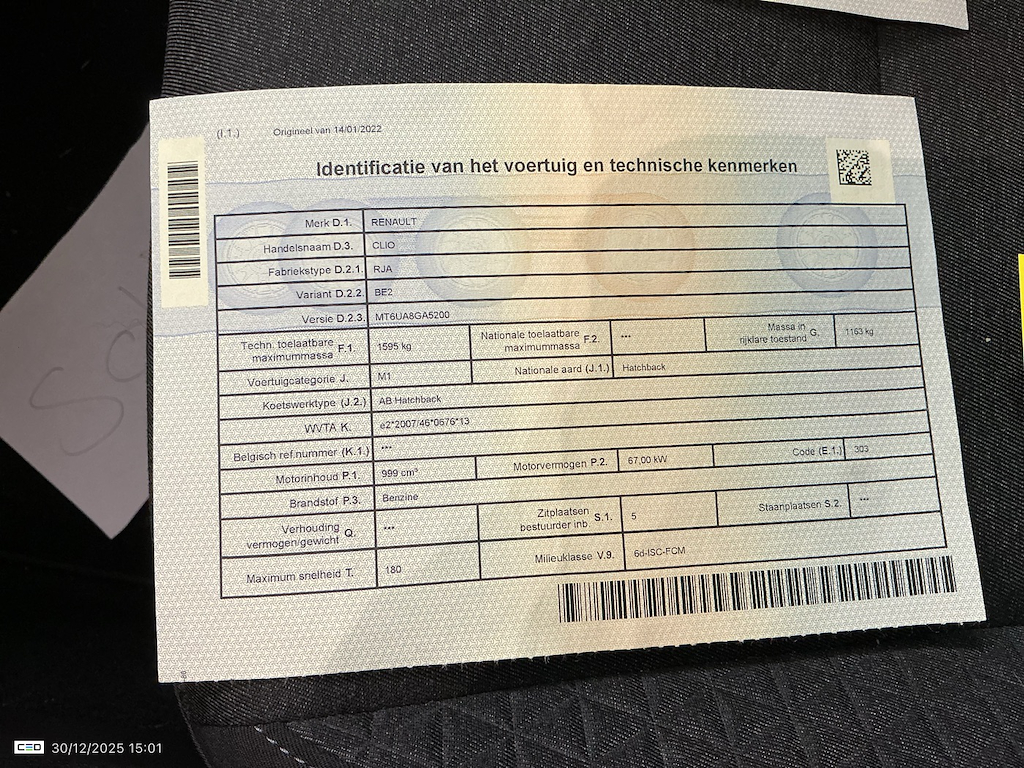 (I.1.) Origineel van 14/01/2022
Identificatie van het voertuig en technische kenmerken
Merk D.1. RENAULT
Handelsnaam D.3. CLIO
Fabriekstype D.2.1. RJA
Variant D.2.2. BE2
Versie D.2.3. MT6UA8GA5200
Techn. toelaatbare maximummassa F.1. 1595 kg Nationale toelaatbare maximummassa F.2. *** Massa in rijklare toestand G. 1163 kg
Voertuigcategorie J. M1 Nationale aard (J.1.) Hatchback
Koetswerktype (J.2.) AB Hatchback
WVTA K. e2*2007/46*0676*13
Belgisch ref.nummer (K.1.) ***
Motorinhoud P.1. 999 cm³ Motorvermogen P.2. 67,00 kW Code (E.1.) 303
Brandstof P.3. Benzine
Verhouding vermogen/gewicht Q. *** Zitplaatsen bestuurder inb S.1. 5 Staanplaatsen S.2. ***
Maximum snelheid T. 180 Milieuklasse V.9. 6d-ISC-FCM
30/12/2025 15:01